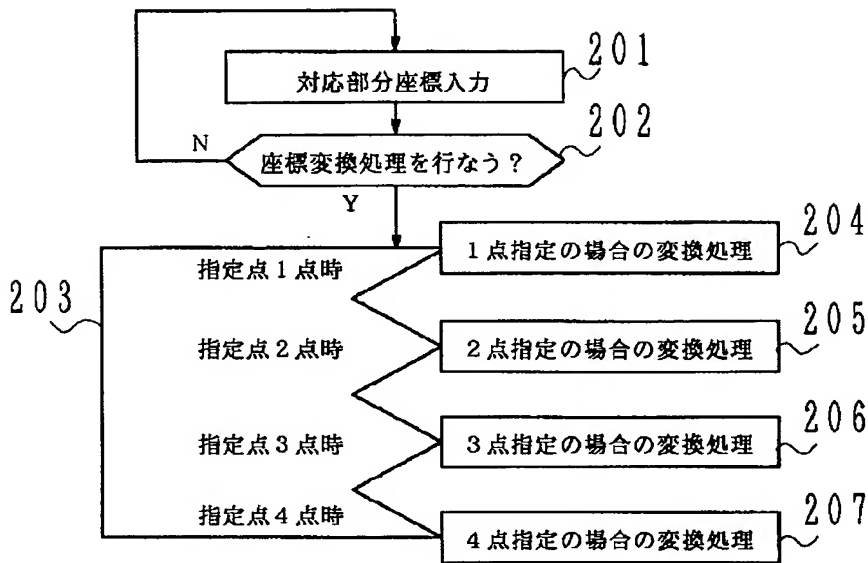 201
対応部分座標入力
202
N
座標変換処理を行なう?
Y
204
1点指定の場合の変換処理
指定点1点時
203
205
指定点2点時
2点指定の場合の変換処理
206
指定点3点時
3点指定の場合の変換処理
207
指定点4点時
4点指定の場合の変換処理